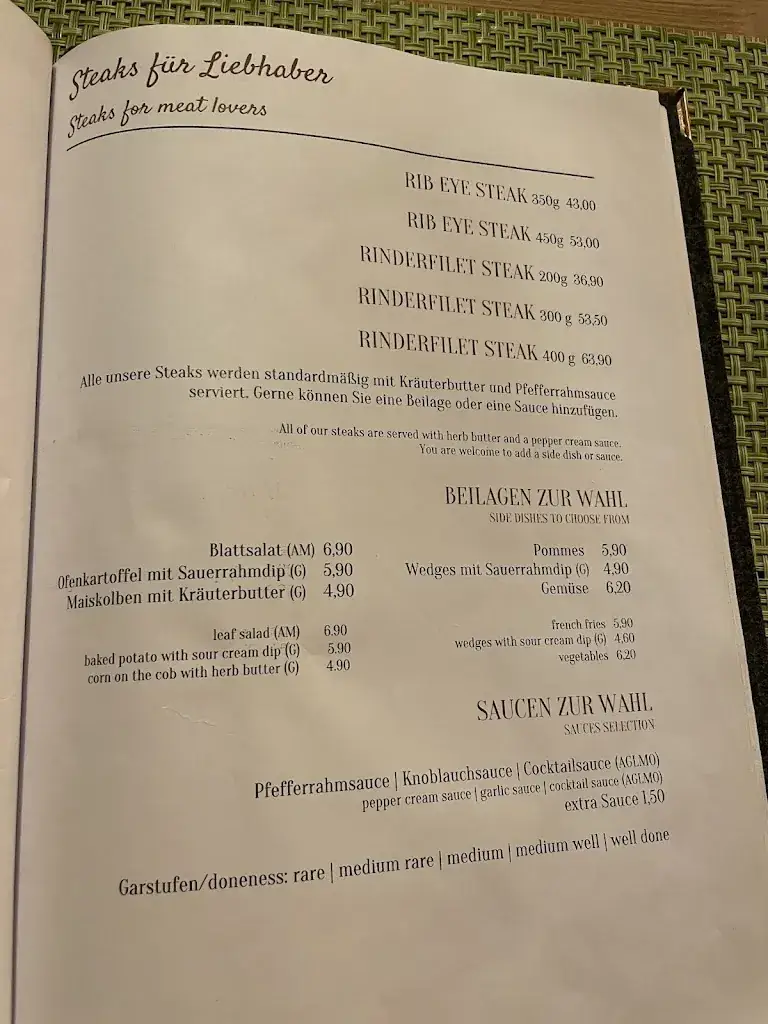 Steaks für Liebhaber
Steaks for meat lovers
RIB EYE STEAK 350g 43,00
RIB EYE STEAK 450g 53,00
RINDERFILET STEAK 200g 36,90
RINDERFILET STEAK 300 g 53,50
RINDERFILET STEAK 400 g 63,90
Alle unsere Steaks werden standardmäßig mit Kräuterbutter und Pfefferrahmsauce
serviert. Gerne können Sie eine Beilage oder eine Sauce hinzufügen.
All of our steaks are served with herb butter and a pepper cream sauce.
You are welcome to add a side dish or sauce.
BEILAGEN ZUR WAHL
SIDE DISHES TO CHOOSE FROM
Blattsalat (AM) 6,90
Ofenkartoffel mit Sauerrahmdip (G) 5,90
Maiskolben mit Kräuterbutter (G) 4,90
leaf salad (AM) 6.90
baked potato with sour cream dip (G) 5.90
corn on the cob with herb butter (G) 4.90
Pommes 5,90
Wedges mit Sauerrahmdip (G) 4,90
Gemüse 6,20
french fries 5,90
wedges with sour cream dip (G) 4,60
vegetables 6,20
SAUCEN ZUR WAHL
SAUCES SELECTION
Pfefferrahmsauce | Knoblauchsauce | Cocktailsauce (AGLMO)
pepper cream sauce | garlic sauce | cocktail sauce (AGLMO)
extra Sauce 1,50
Garstufen/doneness: rare | medium rare | medium | medium well | well done